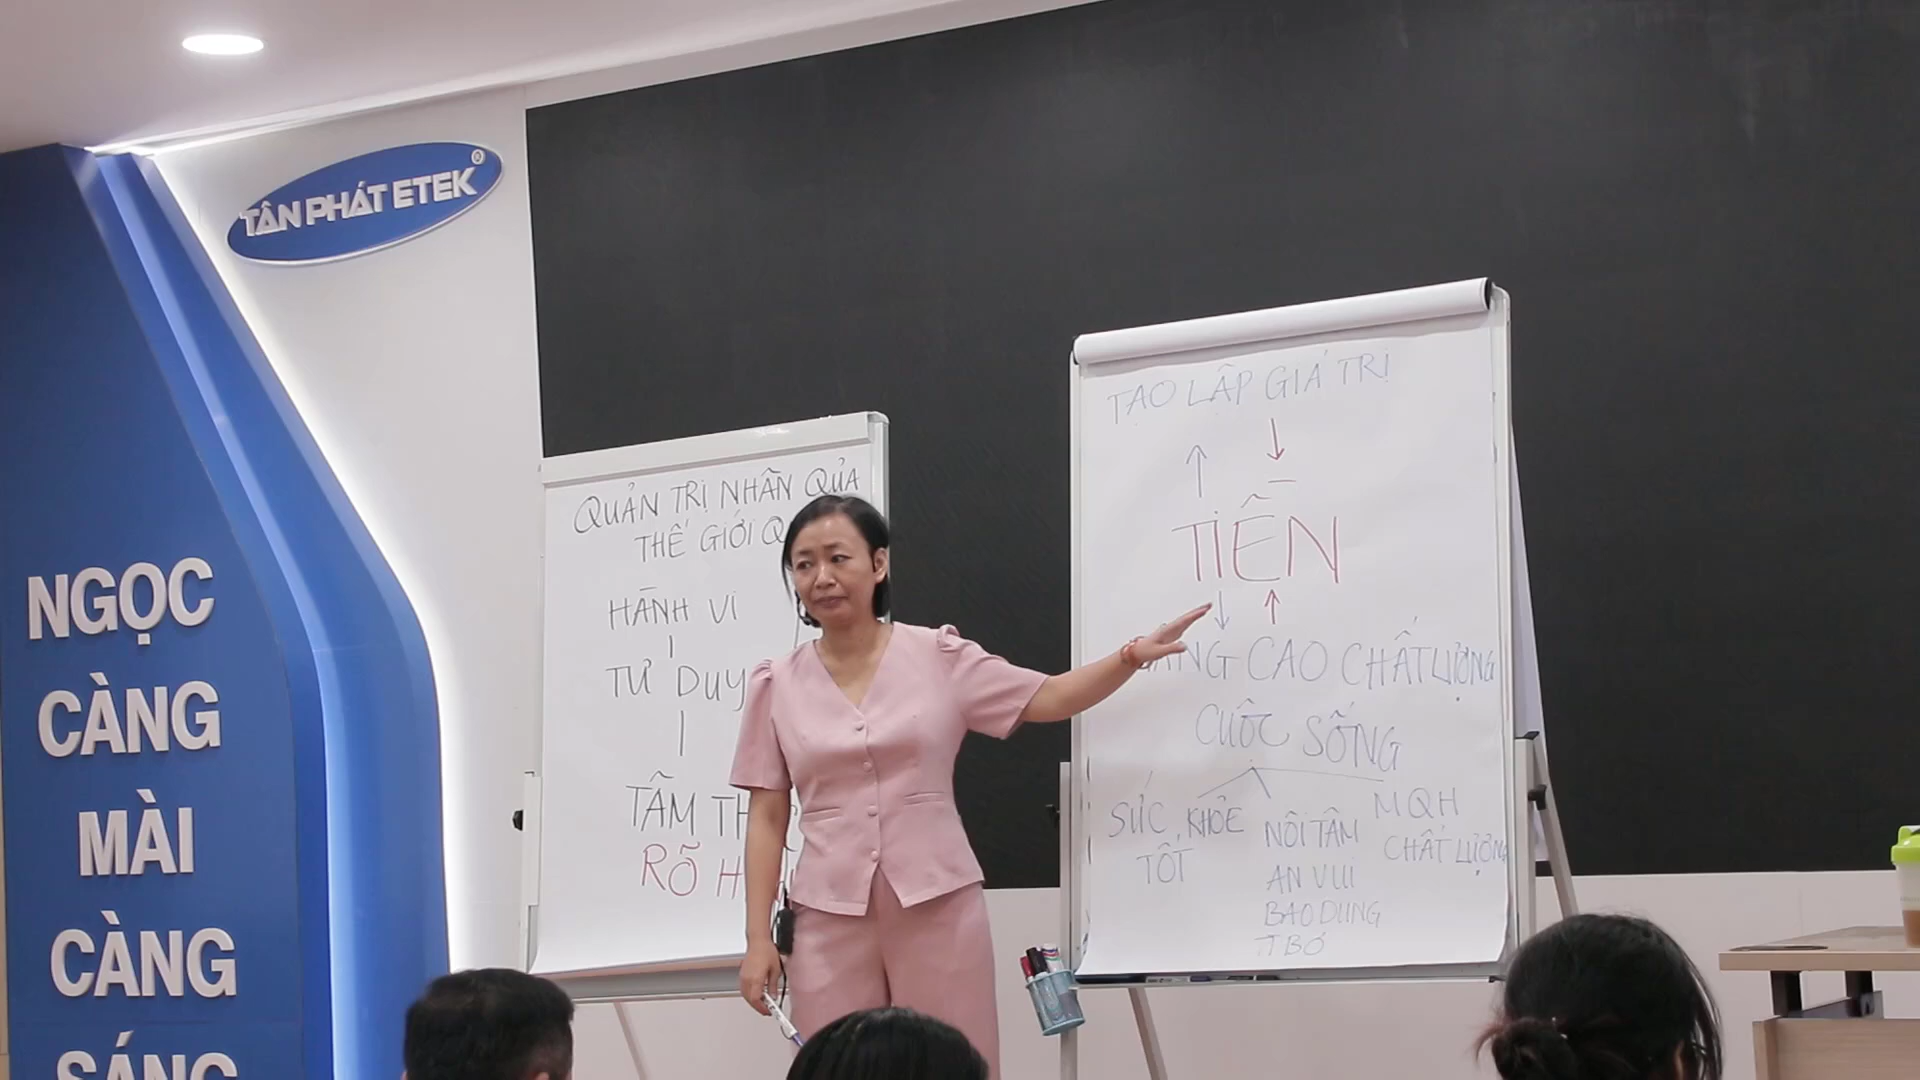 TÂN PHÁT ETEK®
NGỌC
CÀNG
MÀI
CÀNG
SÁNG
QUẢN TRỊ NHÂN QUẢ
THẾ GIỚI
HÀNH VI
TƯ DUY
TÂM
RÕ
TẠO LẬP GIÁ TRỊ
TIỀN
CAO CHẤT LƯỢNG
CUỘC SỐNG
SỨC KHỎE
TỐT
NỘI TÂM
AN VUI
BAO DUNG
MQH
CHẤT LƯỢNG